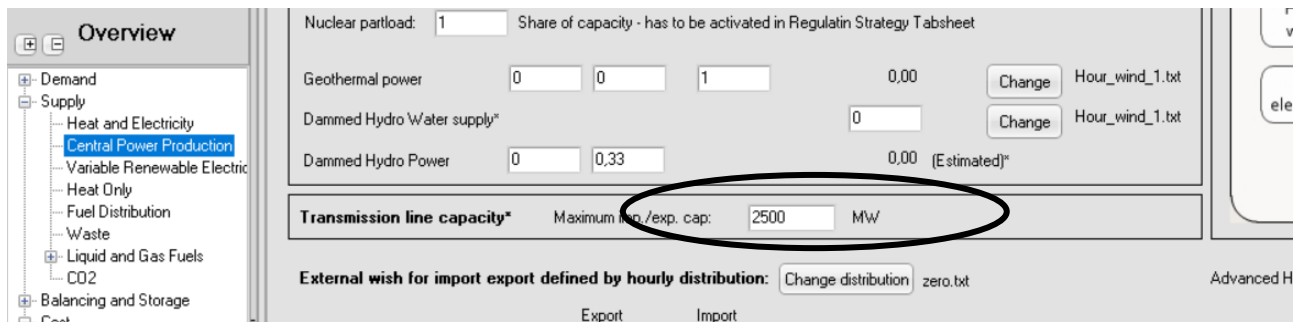 Overview
Demand
Supply
Heat and Electricity
Central Power Production
Variable Renewable Electric
Heat Only
Fuel Distribution
Waste
Liquid and Gas Fuels
CO2
Balancing and Storage
Nuclear partload: 1 Share of capacity - has to be activated in Regulatin Strategy Tabsheet
Geothermal power 0 0 1 0,00 Change Hour_wind_1.txt
Dammed Hydro Water supply* 0 Change Hour_wind_1.txt
Dammed Hydro Power 0 0,33 0,00 (Estimated)*
Transmission line capacity* Maximum imp./exp. cap: 2500 MW
External wish for import export defined by hourly distribution: Change distribution zero.txt Advanced H
Export Import
ele